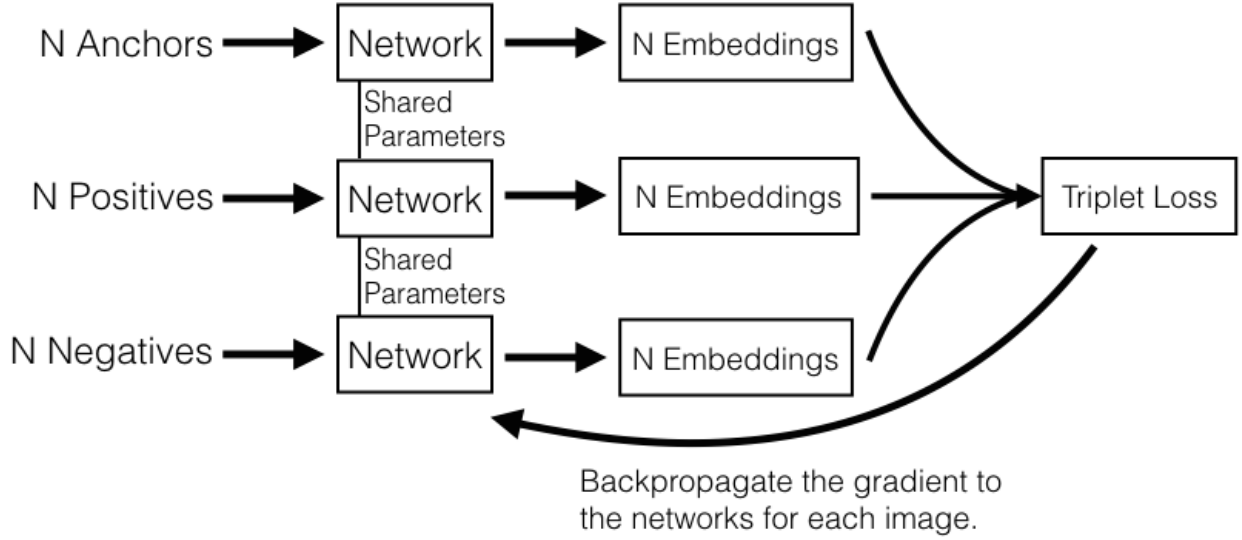 N Anchors
Network
N Embeddings
Shared
Parameters
N Positives
Network
N Embeddings
Triplet Loss
Shared
Parameters
N Negatives
Network
N Embeddings
Backpropagate the gradient to
the networks for each image.